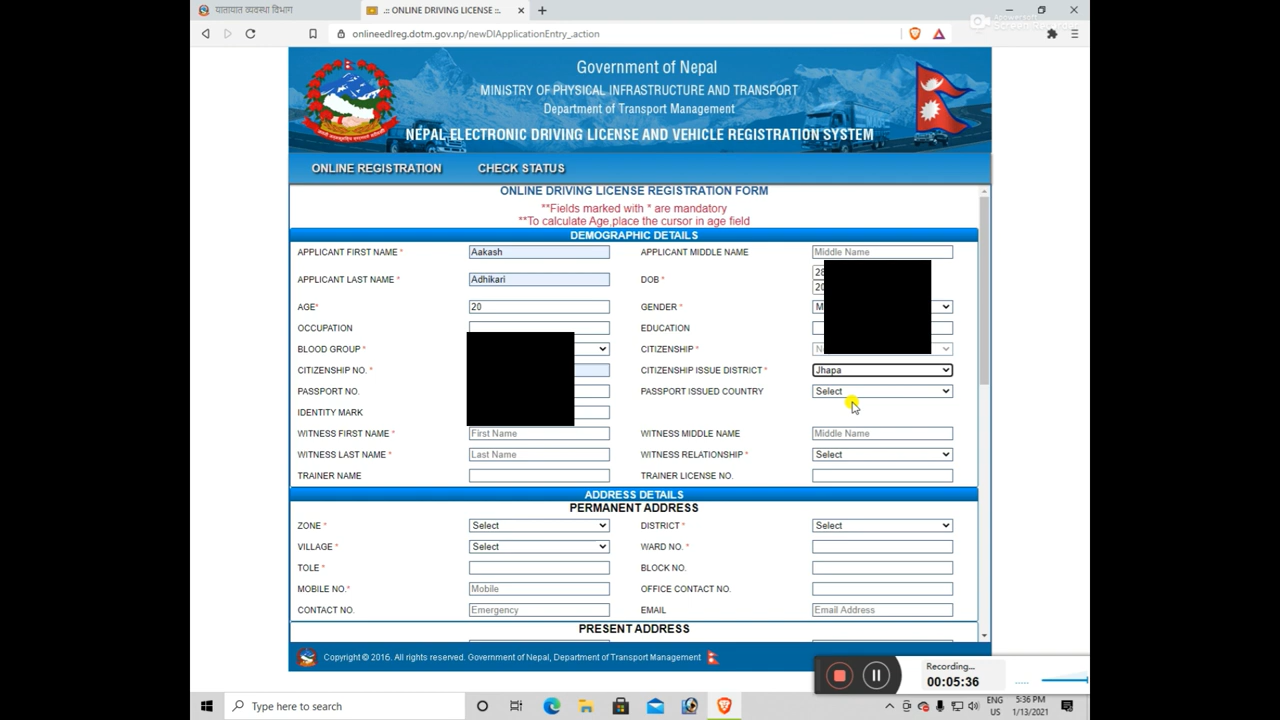 यातायात व्यवस्था विभाग
.:: ONLINE DRIVING LICENSE ::.
onlineedlreg.dotm.gov.np/newDlApplicationEntry_.action
Apowersoft
Screen Recorder
Government of Nepal
MINISTRY OF PHYSICAL INFRASTRUCTURE AND TRANSPORT
Department of Transport Management
NEPAL ELECTRONIC DRIVING LICENSE AND VEHICLE REGISTRATION SYSTEM
ONLINE REGISTRATION CHECK STATUS
ONLINE DRIVING LICENSE REGISTRATION FORM
**Fields marked with * are mandatory
**To calculate Age,place the cursor in age field
DEMOGRAPHIC DETAILS
APPLICANT FIRST NAME * Aakash APPLICANT MIDDLE NAME Middle Name
APPLICANT LAST NAME * Adhikari DOB * 28
20
AGE* 20 GENDER * M
OCCUPATION EDUCATION
BLOOD GROUP * CITIZENSHIP * N
CITIZENSHIP NO. * CITIZENSHIP ISSUE DISTRICT * Jhapa
PASSPORT NO. PASSPORT ISSUED COUNTRY Select
IDENTITY MARK
WITNESS FIRST NAME * First Name WITNESS MIDDLE NAME Middle Name
WITNESS LAST NAME * Last Name WITNESS RELATIONSHIP * Select
TRAINER NAME TRAINER LICENSE NO.
ADDRESS DETAILS
PERMANENT ADDRESS
ZONE * Select DISTRICT * Select
VILLAGE * Select WARD NO. *
TOLE * BLOCK NO.
MOBILE NO.* Mobile OFFICE CONTACT NO.
CONTACT NO. Emergency EMAIL Email Address
PRESENT ADDRESS
Copyright © 2016. All rights reserved. Government of Nepal, Department of Transport Management
Recording...
00:05:36
Type here to search
ENG 5:36 PM
US 1/13/2021